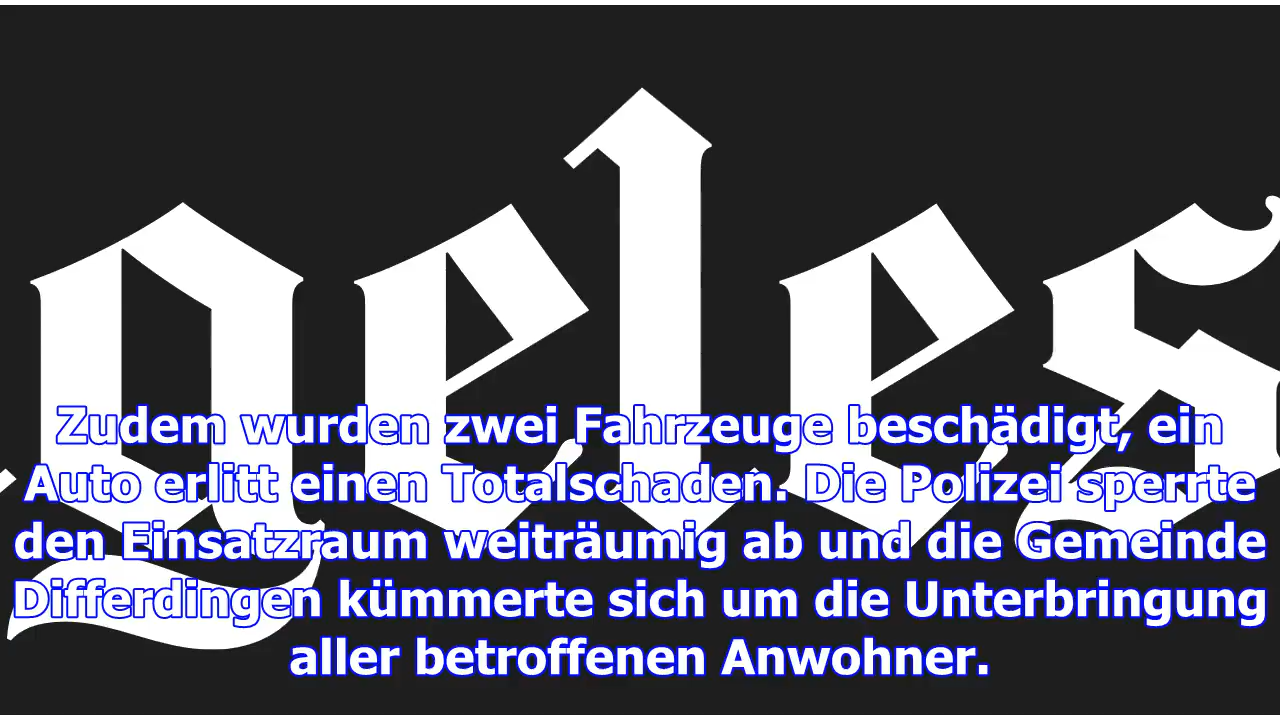 geles
Zudem wurden zwei Fahrzeuge beschädigt, ein
Auto erlitt einen Totalschaden. Die Polizei sperrte
den Einsatzraum weiträumig ab und die Gemeinde
Differdingen kümmerte sich um die Unterbringung
aller betroffenen Anwohner.